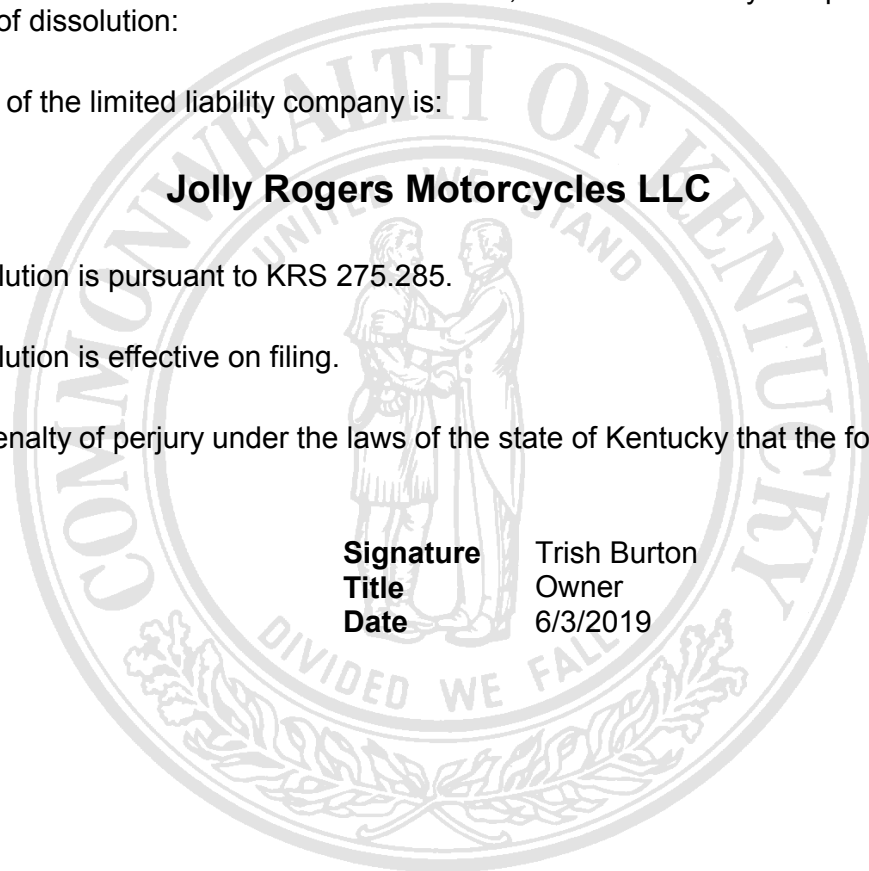 of dissolution:
of the limited liability company is:
Jolly Rogers Motorcycles LLC
lution is pursuant to KRS 275.285.
lution is effective on filing.
enalty of perjury under the laws of the state of Kentucky that the fo
Signature Trish Burton
Title Owner
Date 6/3/2019
COMMONWEALTH OF KENTUCKY
UNITED WE STAND
DIVIDED WE FALL